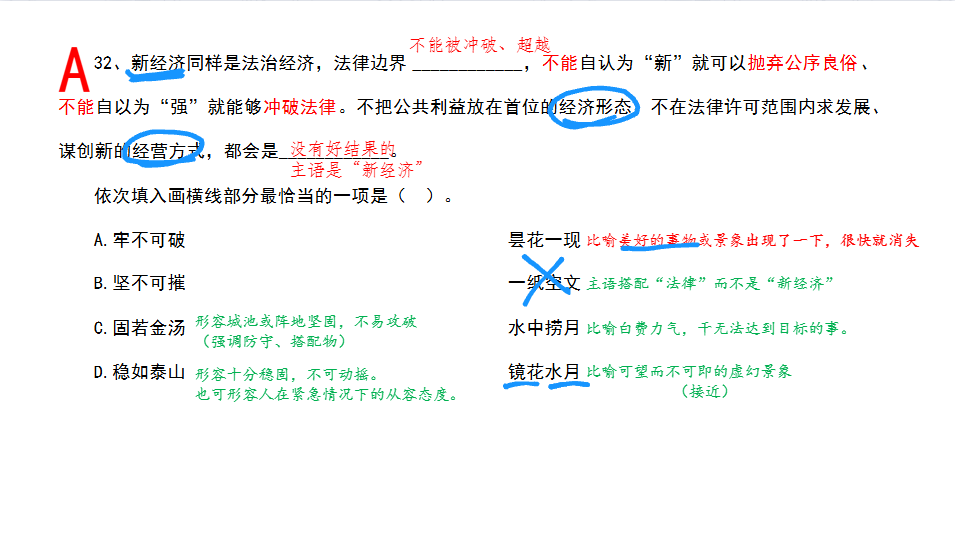 不能被冲破、超越
A
32、新经济同样是法治经济，法律边界 ____________，不能自认为“新”就可以抛弃公序良俗、
不能自以为“强”就能够冲破法律。不把公共利益放在首位的经济形态，不在法律许可范围内求发展、
谋创新的经营方式，都会是____________。
没有好结果的
主语是“新经济”
依次填入画横线部分最恰当的一项是（　）。
A.牢不可破 昙花一现 比喻美好的事物或景象出现了一下，很快就消失
B.坚不可摧 一纸空文 主语搭配“法律”而不是“新经济”
C.固若金汤 形容城池或阵地坚固，不易攻破 水中捞月 比喻白费力气，干无法达到目标的事。
（强调防守、搭配物）
D.稳如泰山 形容十分稳固，不可动摇。 镜花水月 比喻可望而不可即的虚幻景象
也可形容人在紧急情况下的从容态度。 （接近）